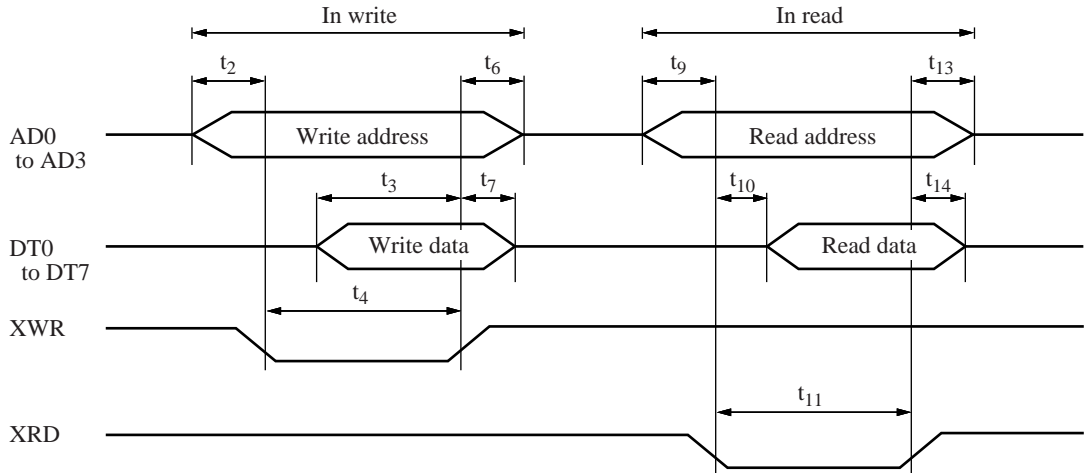 In write
In read
t2
t6
t9
t13
AD0
to AD3
Write address
Read address
t3
t7
t10
t14
DT0
to DT7
Write data
Read data
t4
XWR
t11
XRD